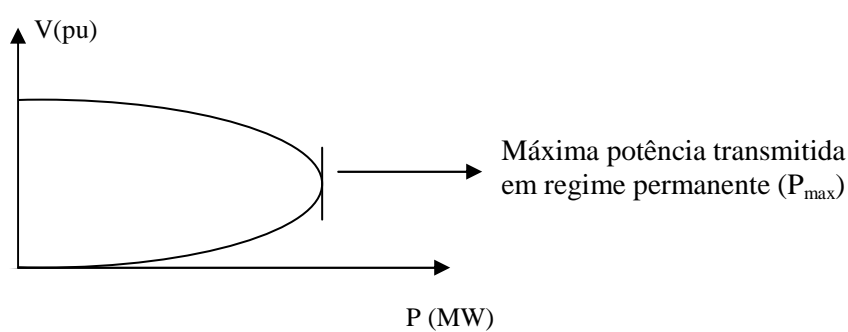 V(pu)
Máxima potência transmitida
em regime permanente (Pmax)
P (MW)